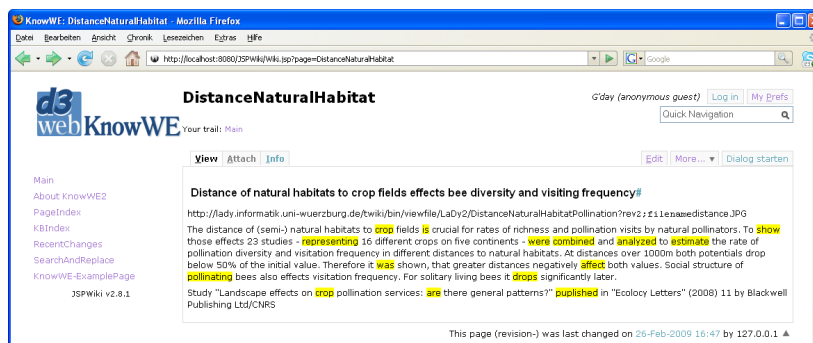 KnowWE: DistanceNaturalHabitat - Mozilla Firefox
Datei Bearbeiten Ansicht Chronik Lesezeichen Extras Hilfe
http://localhost:8080/JSPWiki/Wiki.jsp?page=DistanceNaturalHabitat
G Google
d3
web KnowWE
DistanceNaturalHabitat
G'day (anonymous guest) Log in My Prefs
Quick Navigation
Your trail: Main
View Attach Info
Edit More... Dialog starten
Main
About KnowWE2
PageIndex
KBIndex
RecentChanges
SearchAndReplace
KnowWE-ExamplePage
JSPWiki v2.8.1
Distance of natural habitats to crop fields effects bee diversity and visiting frequency#
http://lady.informatik.uni-wuerzburg.de/twiki/bin/viewfile/LaDy2/DistanceNaturalHabitatPollination?rev2;filenamedistance.JPG
The distance of (semi-) natural habitats to crop fields is crucial for rates of richness and pollination visits by natural pollinators. To show
those effects 23 studies - representing 16 different crops on five continents - were combined and analyzed to estimate the rate of
pollination diversity and visitation frequency in different distances to natural habitats. At distances over 1000m both potentials drop
below 50% of the initial value. Therefore it was shown, that greater distances negatively affect both values. Social structure of
pollinating bees also effects visitation frequency. For solitary living bees it drops significantly later.
Study "Landscape effects on crop pollination services: are there general patterns?" puplished in "Ecolocy Letters" (2008) 11 by Blackwell
Publishing Ltd/CNRS
This page (revision-) was last changed on 26-Feb-2009 16:47 by 127.0.0.1 ▲